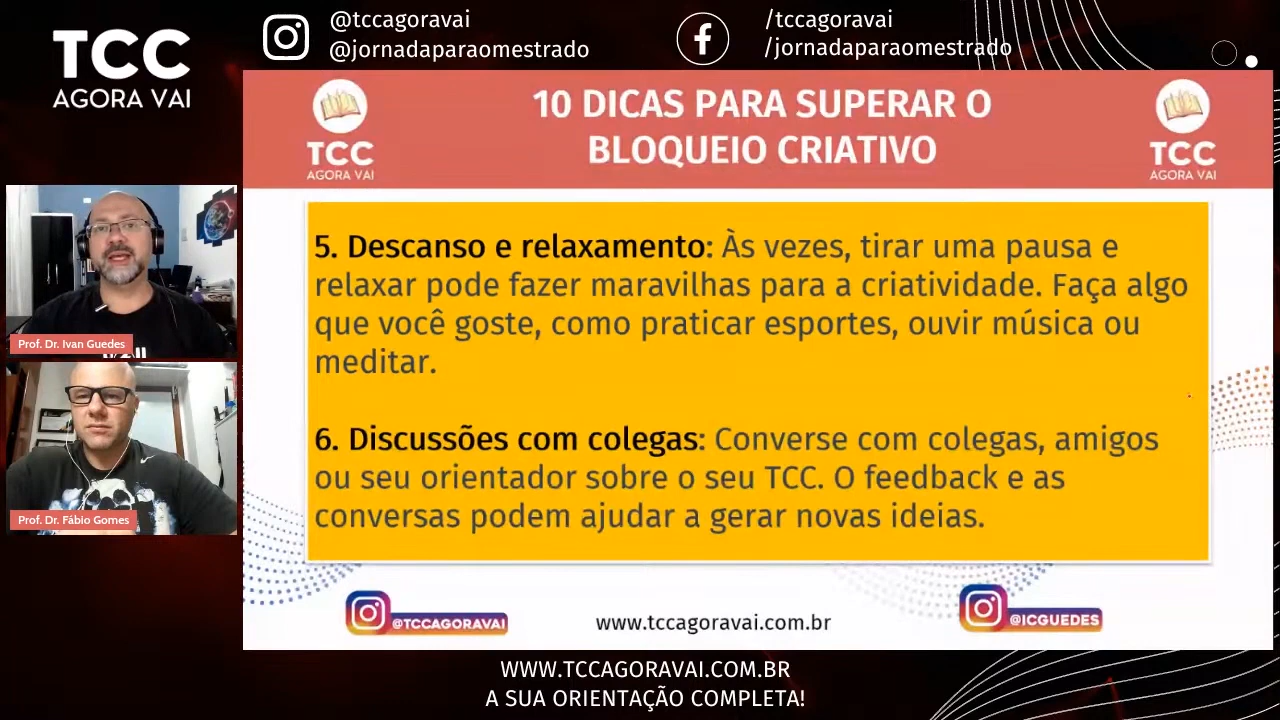 TCC
AGORA VAI
@tccagoravai
@jornadaparaomestrado
/tccagoravai
/jornadaparaomestrado
TCC
AGORA VAI
10 DICAS PARA SUPERAR O
BLOQUEIO CRIATIVO
TCC
AGORA VAI
Prof. Dr. Ivan Guedes
Prof. Dr. Fábio Gomes
5. Descanso e relaxamento: Às vezes, tirar uma pausa e
relaxar pode fazer maravilhas para a criatividade. Faça algo
que você goste, como praticar esportes, ouvir música ou
meditar.
6. Discussões com colegas: Converse com colegas, amigos
ou seu orientador sobre o seu TCC. O feedback e as
conversas podem ajudar a gerar novas ideias.
@TCCAGORAVAI
www.tccagoravai.com.br
@ICGUEDES
WWW.TCCAGORAVAI.COM.BR
A SUA ORIENTAÇÃO COMPLETA!